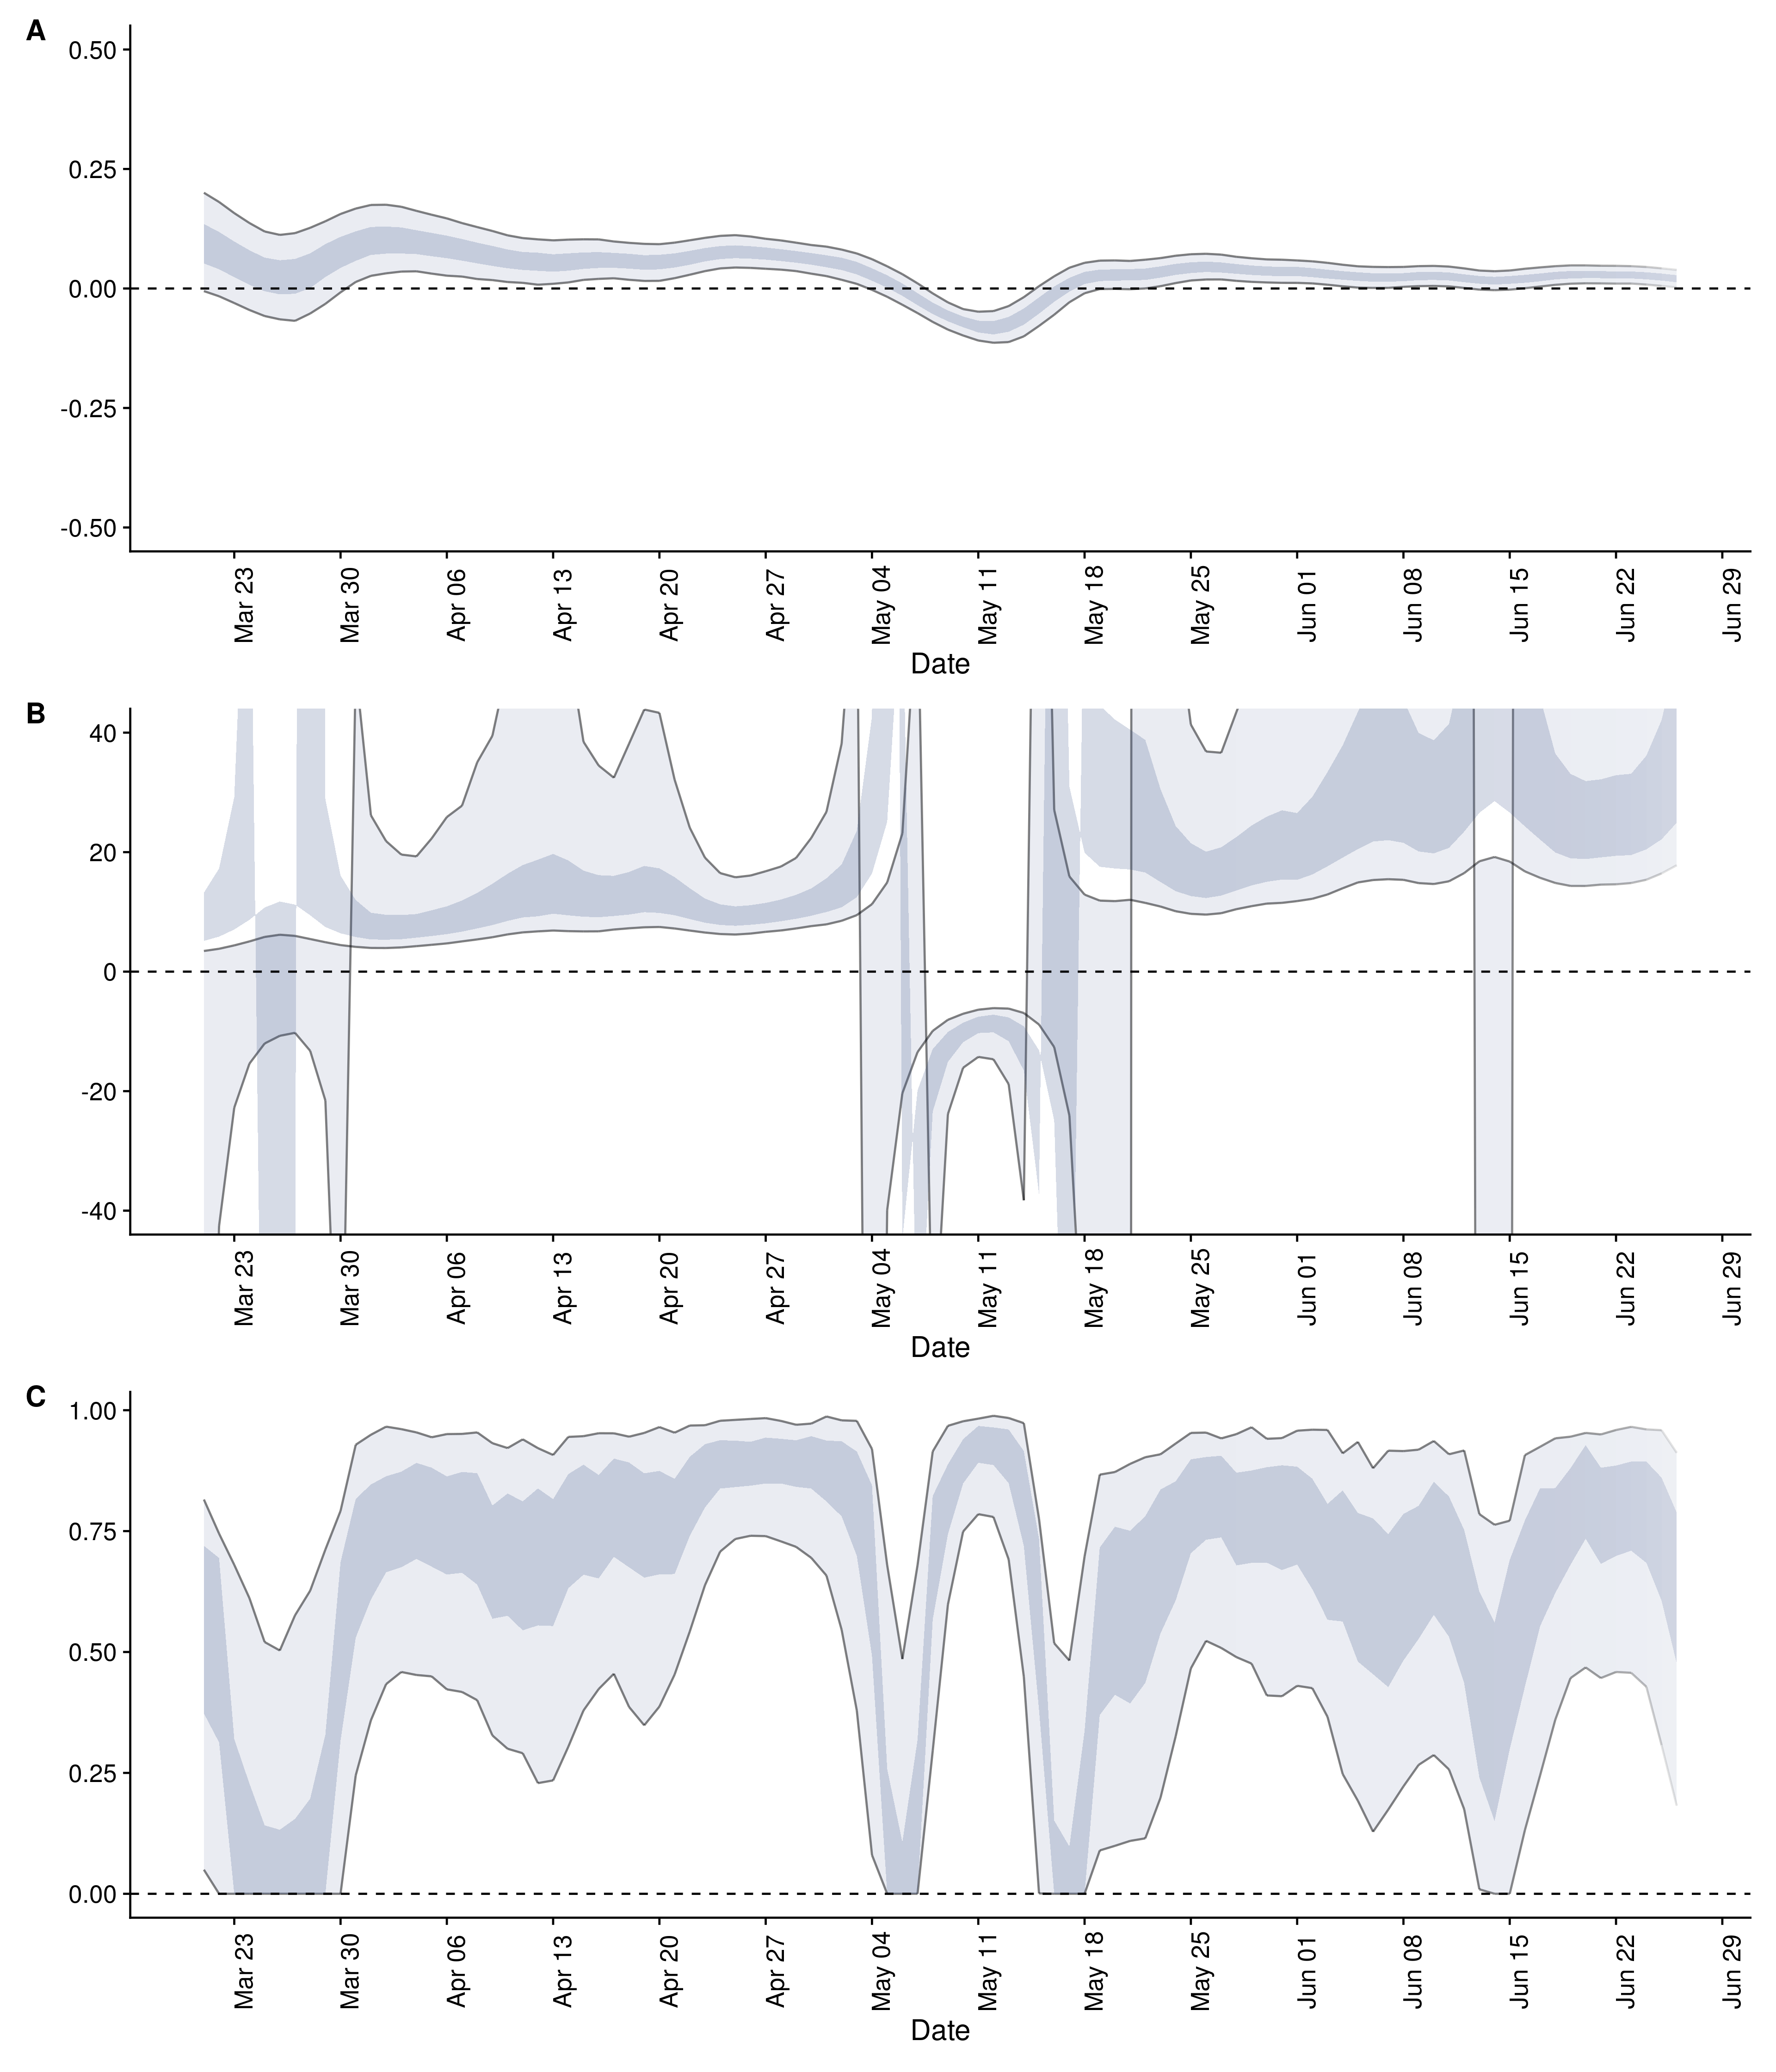 A
0.50
0.25
0.00
-0.25
-0.50
Mar 23
Mar 30
Apr 06
Apr 13
Apr 20
Apr 27
May 04
May 11
May 18
May 25
Jun 01
Jun 08
Jun 15
Jun 22
Jun 29
Date
B
40
20
0
-20
-40
Mar 23
Mar 30
Apr 06
Apr 13
Apr 20
Apr 27
May 04
May 11
May 18
May 25
Jun 01
Jun 08
Jun 15
Jun 22
Jun 29
Date
C
1.00
0.75
0.50
0.25
0.00
Mar 23
Mar 30
Apr 06
Apr 13
Apr 20
Apr 27
May 04
May 11
May 18
May 25
Jun 01
Jun 08
Jun 15
Jun 22
Jun 29
Date